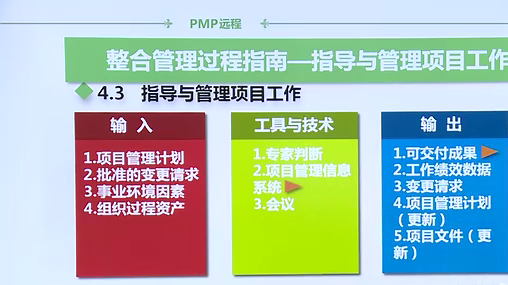 PMP远程
整合管理过程指南—指导与管理项目工作
4.3 指导与管理项目工作
输 入
1.项目管理计划
2.批准的变更请求
3.事业环境因素
4.组织过程资产
工具与技术
1.专家判断
2.项目管理信息
系统
3.会议
输 出
1.可交付成果
2.工作绩效数据
3.变更请求
4.项目管理计划
（更新）
5.项目文件（更
新）